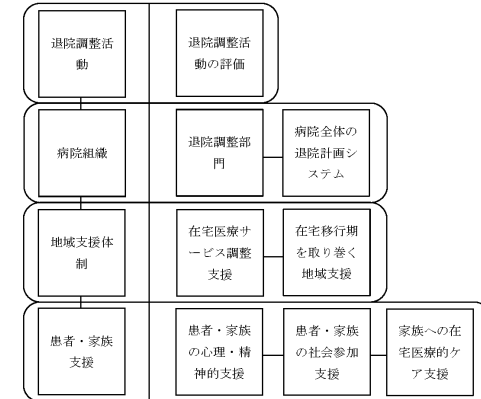 退院調整活
動
退院調整活
動の評価
病院組織
退院調整部
門
病院全体の
退院計画シ
ステム
地域支援体
制
在宅医療サ
ービス調整
支援
在宅移行期
を取り巻く
地域支援
患者・家族
支援
患者・家族
の心理・精
神的支援
患者・家族
の社会参加
支援
家族への在
宅医療的ケ
ア支援